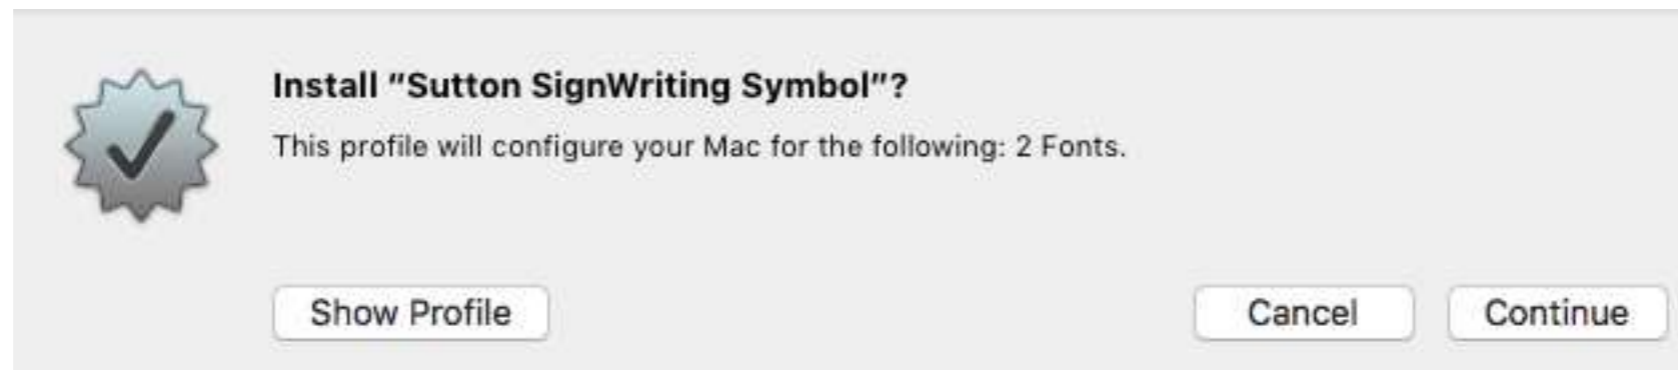 Install "Sutton SignWriting Symbol"?
This profile will configure your Mac for the following: 2 Fonts.
Show Profile
Cancel
Continue